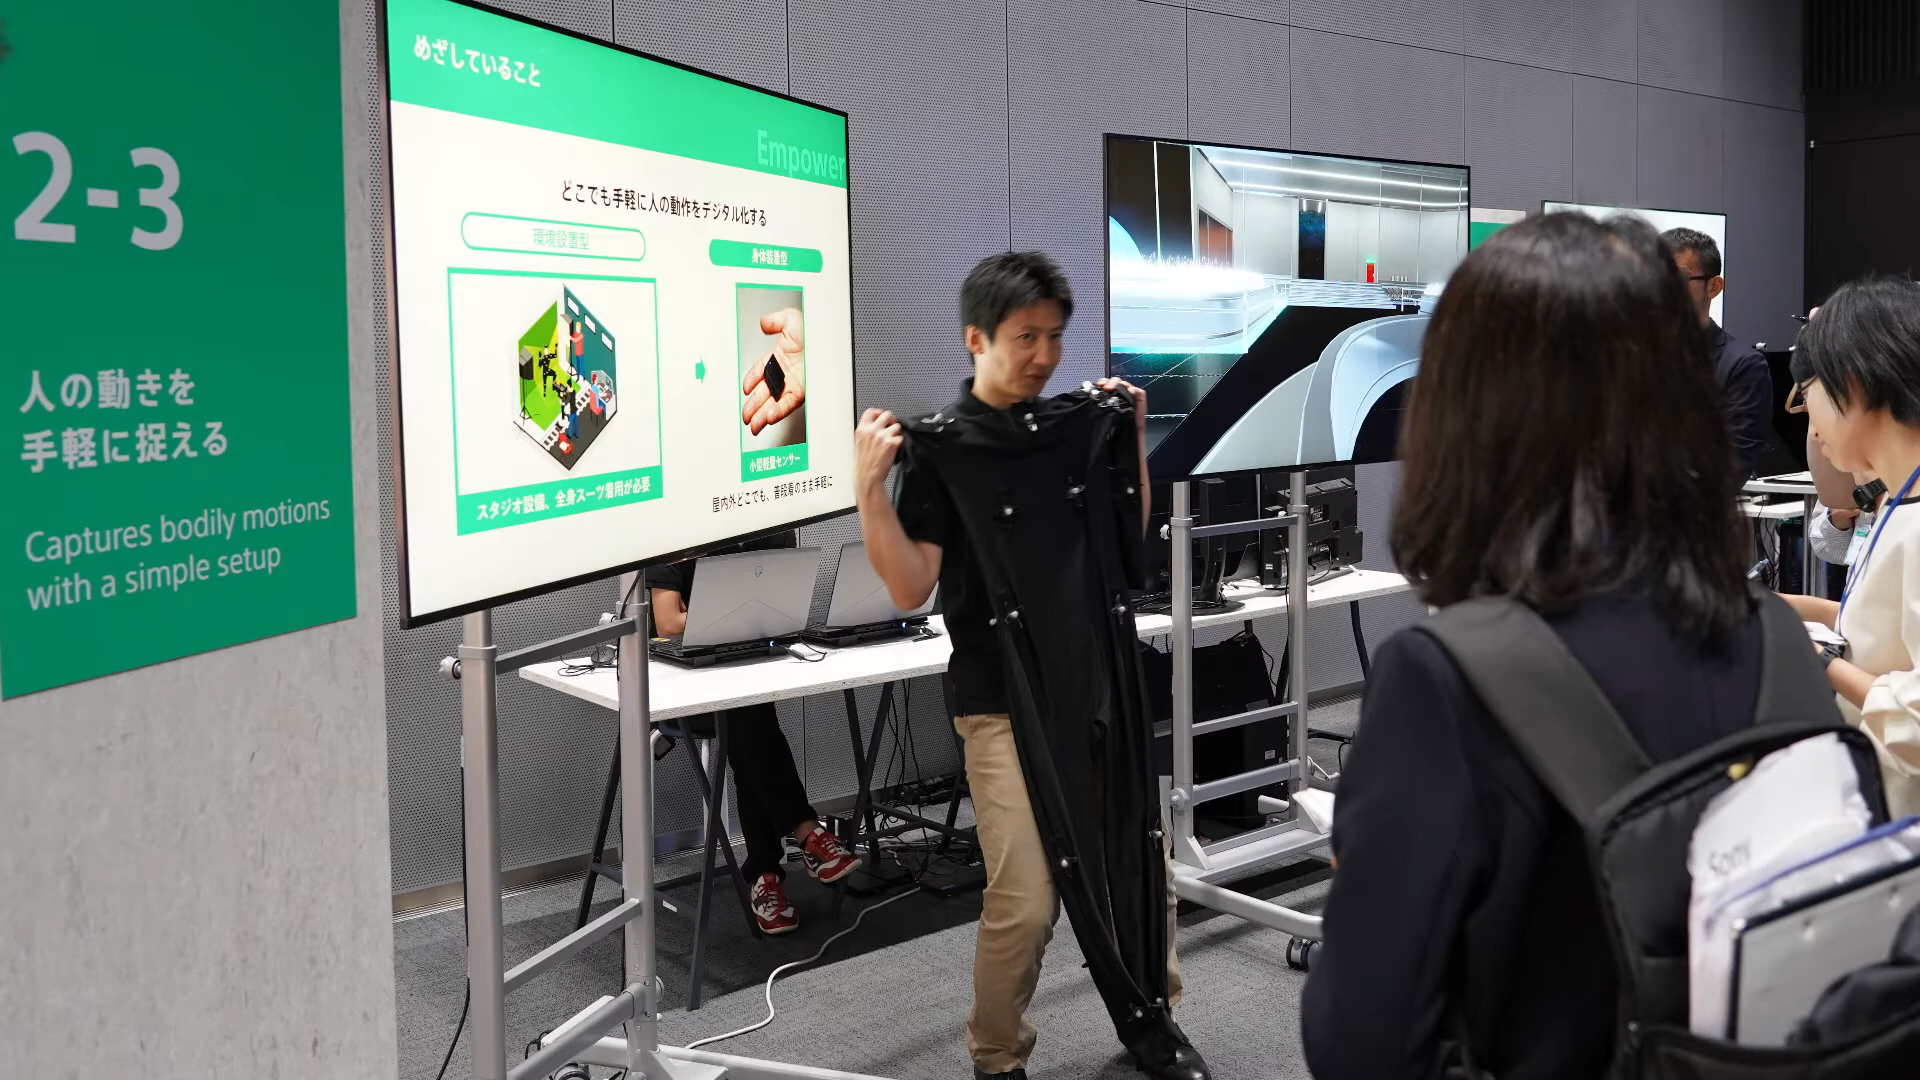 2-3
人の動きを
手軽に捉える
Captures bodily motions
with a simple setup
めざしていること
Empower
どこでも手軽に人の動作をデジタル化する
環境設置型
スタジオ設備、全身スーツ着用が必要
身体装着型
小型軽量センサー
屋内外どこでも、普段着のまま手軽に
Sony